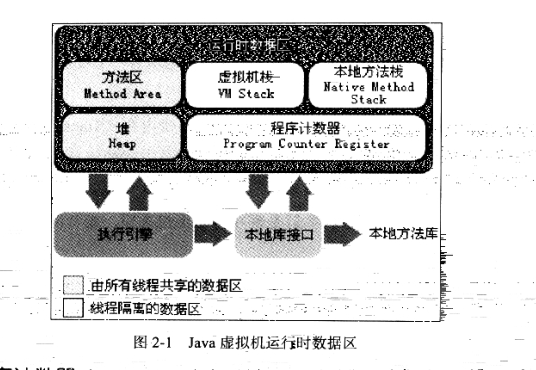 运行时数据区
方法区
Method Area
虚拟机栈
VM Stack
本地方法栈
Native Method
Stack
堆
Heap
程序计数器
Program Counter Register
执行引擎
本地库接口
本地方法库
由所有线程共享的数据区
线程隔离的数据区
图 2-1 Java 虚拟机运行时数据区